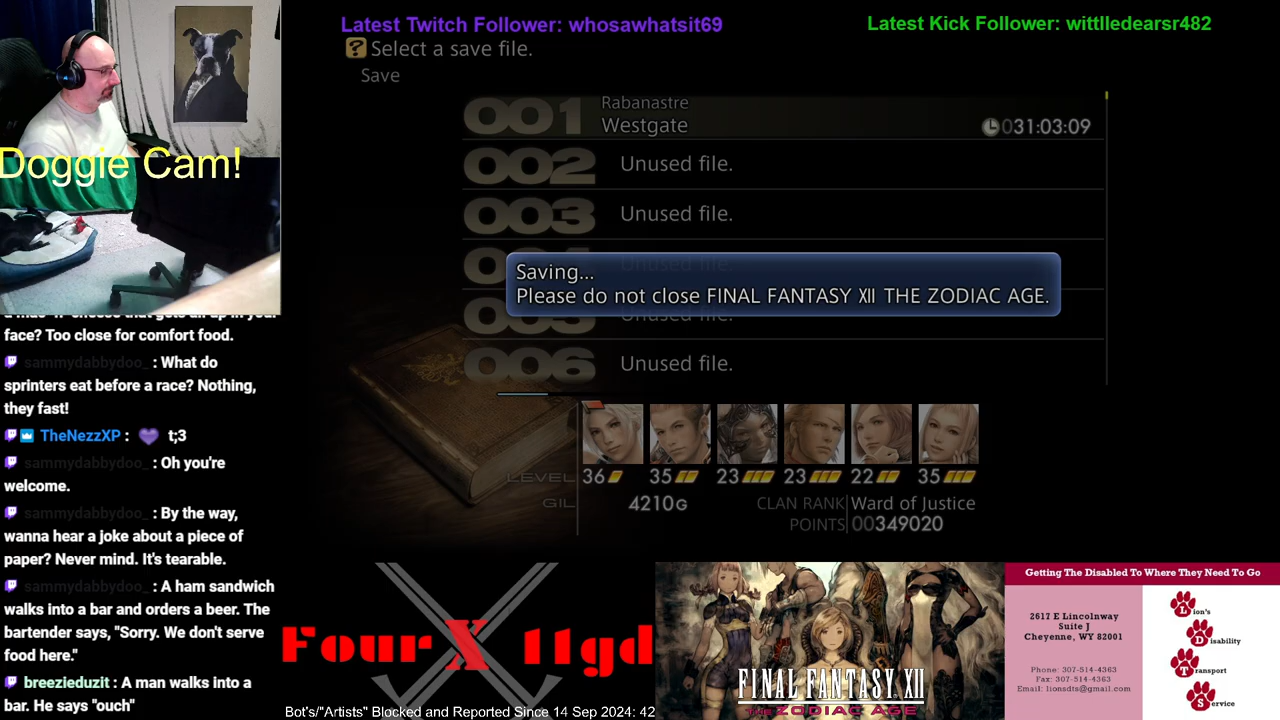 Latest Twitch Follower: whosawhatsit69
Latest Kick Follower: wittlledearsr482
Select a save file.
Save
001
Rabanastre
Westgate
031:03:09
002
Unused file.
003
Unused file.
Unused file.
Saving...
Please do not close FINAL FANTASY XII THE ZODIAC AGE.
005
Unused file.
006
Unused file.
LEVEL
36
35
23
23
22
35
GIL
4210G
CLAN RANK
Ward of Justice
POINTS
00349020
Doggie Cam!
face? Too close for comfort food.
sammydabbydoo_ : What do
sprinters eat before a race? Nothing,
they fast!
TheNezzXP : t;3
sammydabbydoo_ : Oh you're
welcome.
sammydabbydoo_ : By the way,
wanna hear a joke about a piece of
paper? Never mind. It's tearable.
sammydabbydoo_ : A ham sandwich
walks into a bar and orders a beer. The
bartender says, "Sorry. We don't serve
food here."
breezieduzit : A man walks into a
bar. He says "ouch"
FourX11gd
Bot's/"Artists" Blocked and Reported Since 14 Sep 2024: 42
FINAL FANTASY XII
THE ZODIAC AGE
Getting The Disabled To Where They Need To Go
2617 E Lincolnway
Suite J
Cheyenne, WY 82001
Phone: 307-514-4363
Fax: 307-514-4363
Email: lionsdts@gmail.com
Lion's
Disability
Transport
Service